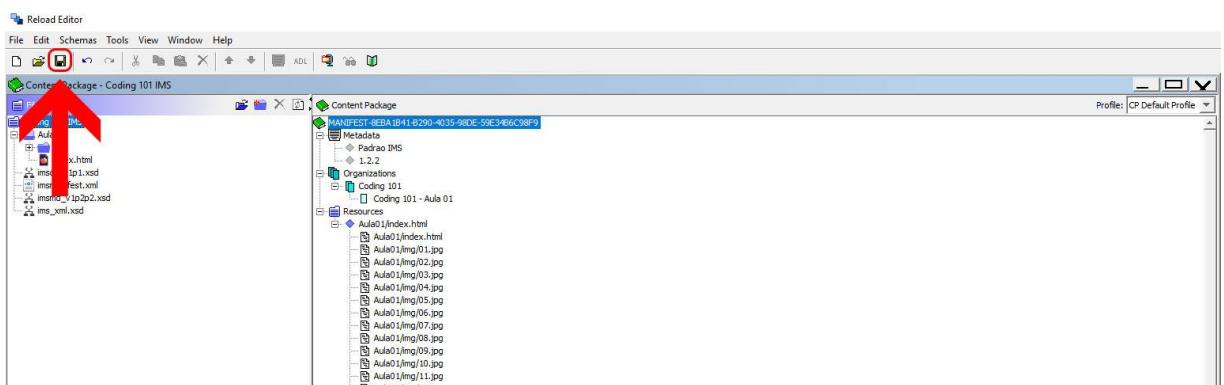 Reload Editor
File Edit Schemas Tools View Window Help
ADL
Content Package - Coding 101 IMS
Content Package
Profile: CP Default Profile
MANIFEST-8EBA1B41-B290-4035-98DE-59E34B6C98F9
Metadata
Padrao IMS
1.2.2
Organizations
Coding 101
Coding 101 - Aula 01
Resources
Aula01/index.html
Aula01/index.html
Aula01/img/01.jpg
Aula01/img/02.jpg
Aula01/img/03.jpg
Aula01/img/04.jpg
Aula01/img/05.jpg
Aula01/img/06.jpg
Aula01/img/07.jpg
Aula01/img/08.jpg
Aula01/img/09.jpg
Aula01/img/10.jpg
Aula01/img/11.jpg
ims_xml.xsd